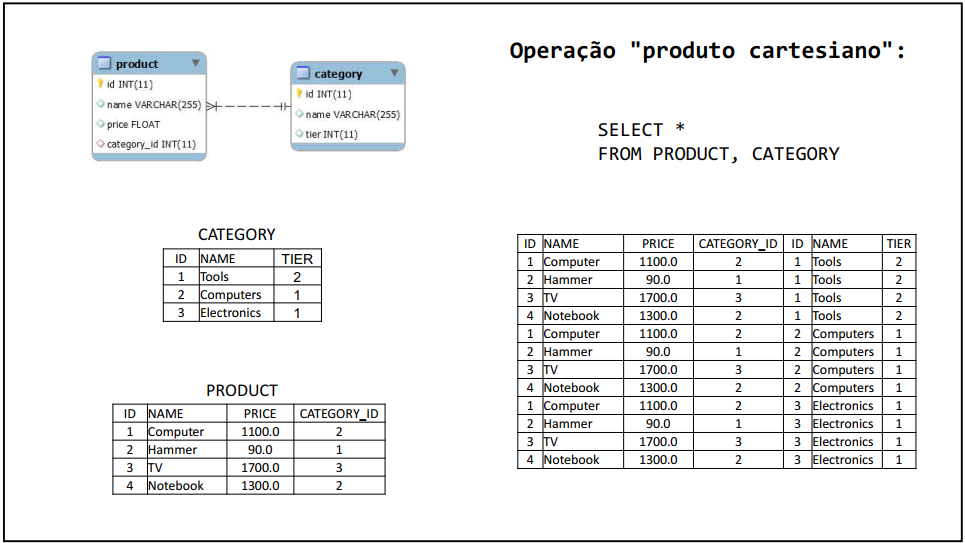 Operação "produto cartesiano":
product
id INT(11)
name VARCHAR(255)
price FLOAT
category_id INT(11)
category
id INT(11)
name VARCHAR(255)
tier INT(11)
SELECT *
FROM PRODUCT, CATEGORY
CATEGORY
ID NAME TIER
1 Tools 2
2 Computers 1
3 Electronics 1
PRODUCT
ID NAME PRICE CATEGORY_ID
1 Computer 1100.0 2
2 Hammer 90.0 1
3 TV 1700.0 3
4 Notebook 1300.0 2
ID NAME PRICE CATEGORY_ID ID NAME TIER
1 Computer 1100.0 2 1 Tools 2
2 Hammer 90.0 1 1 Tools 2
3 TV 1700.0 3 1 Tools 2
4 Notebook 1300.0 2 1 Tools 2
1 Computer 1100.0 2 2 Computers 1
2 Hammer 90.0 1 2 Computers 1
3 TV 1700.0 3 2 Computers 1
4 Notebook 1300.0 2 2 Computers 1
1 Computer 1100.0 2 3 Electronics 1
2 Hammer 90.0 1 3 Electronics 1
3 TV 1700.0 3 3 Electronics 1
4 Notebook 1300.0 2 3 Electronics 1